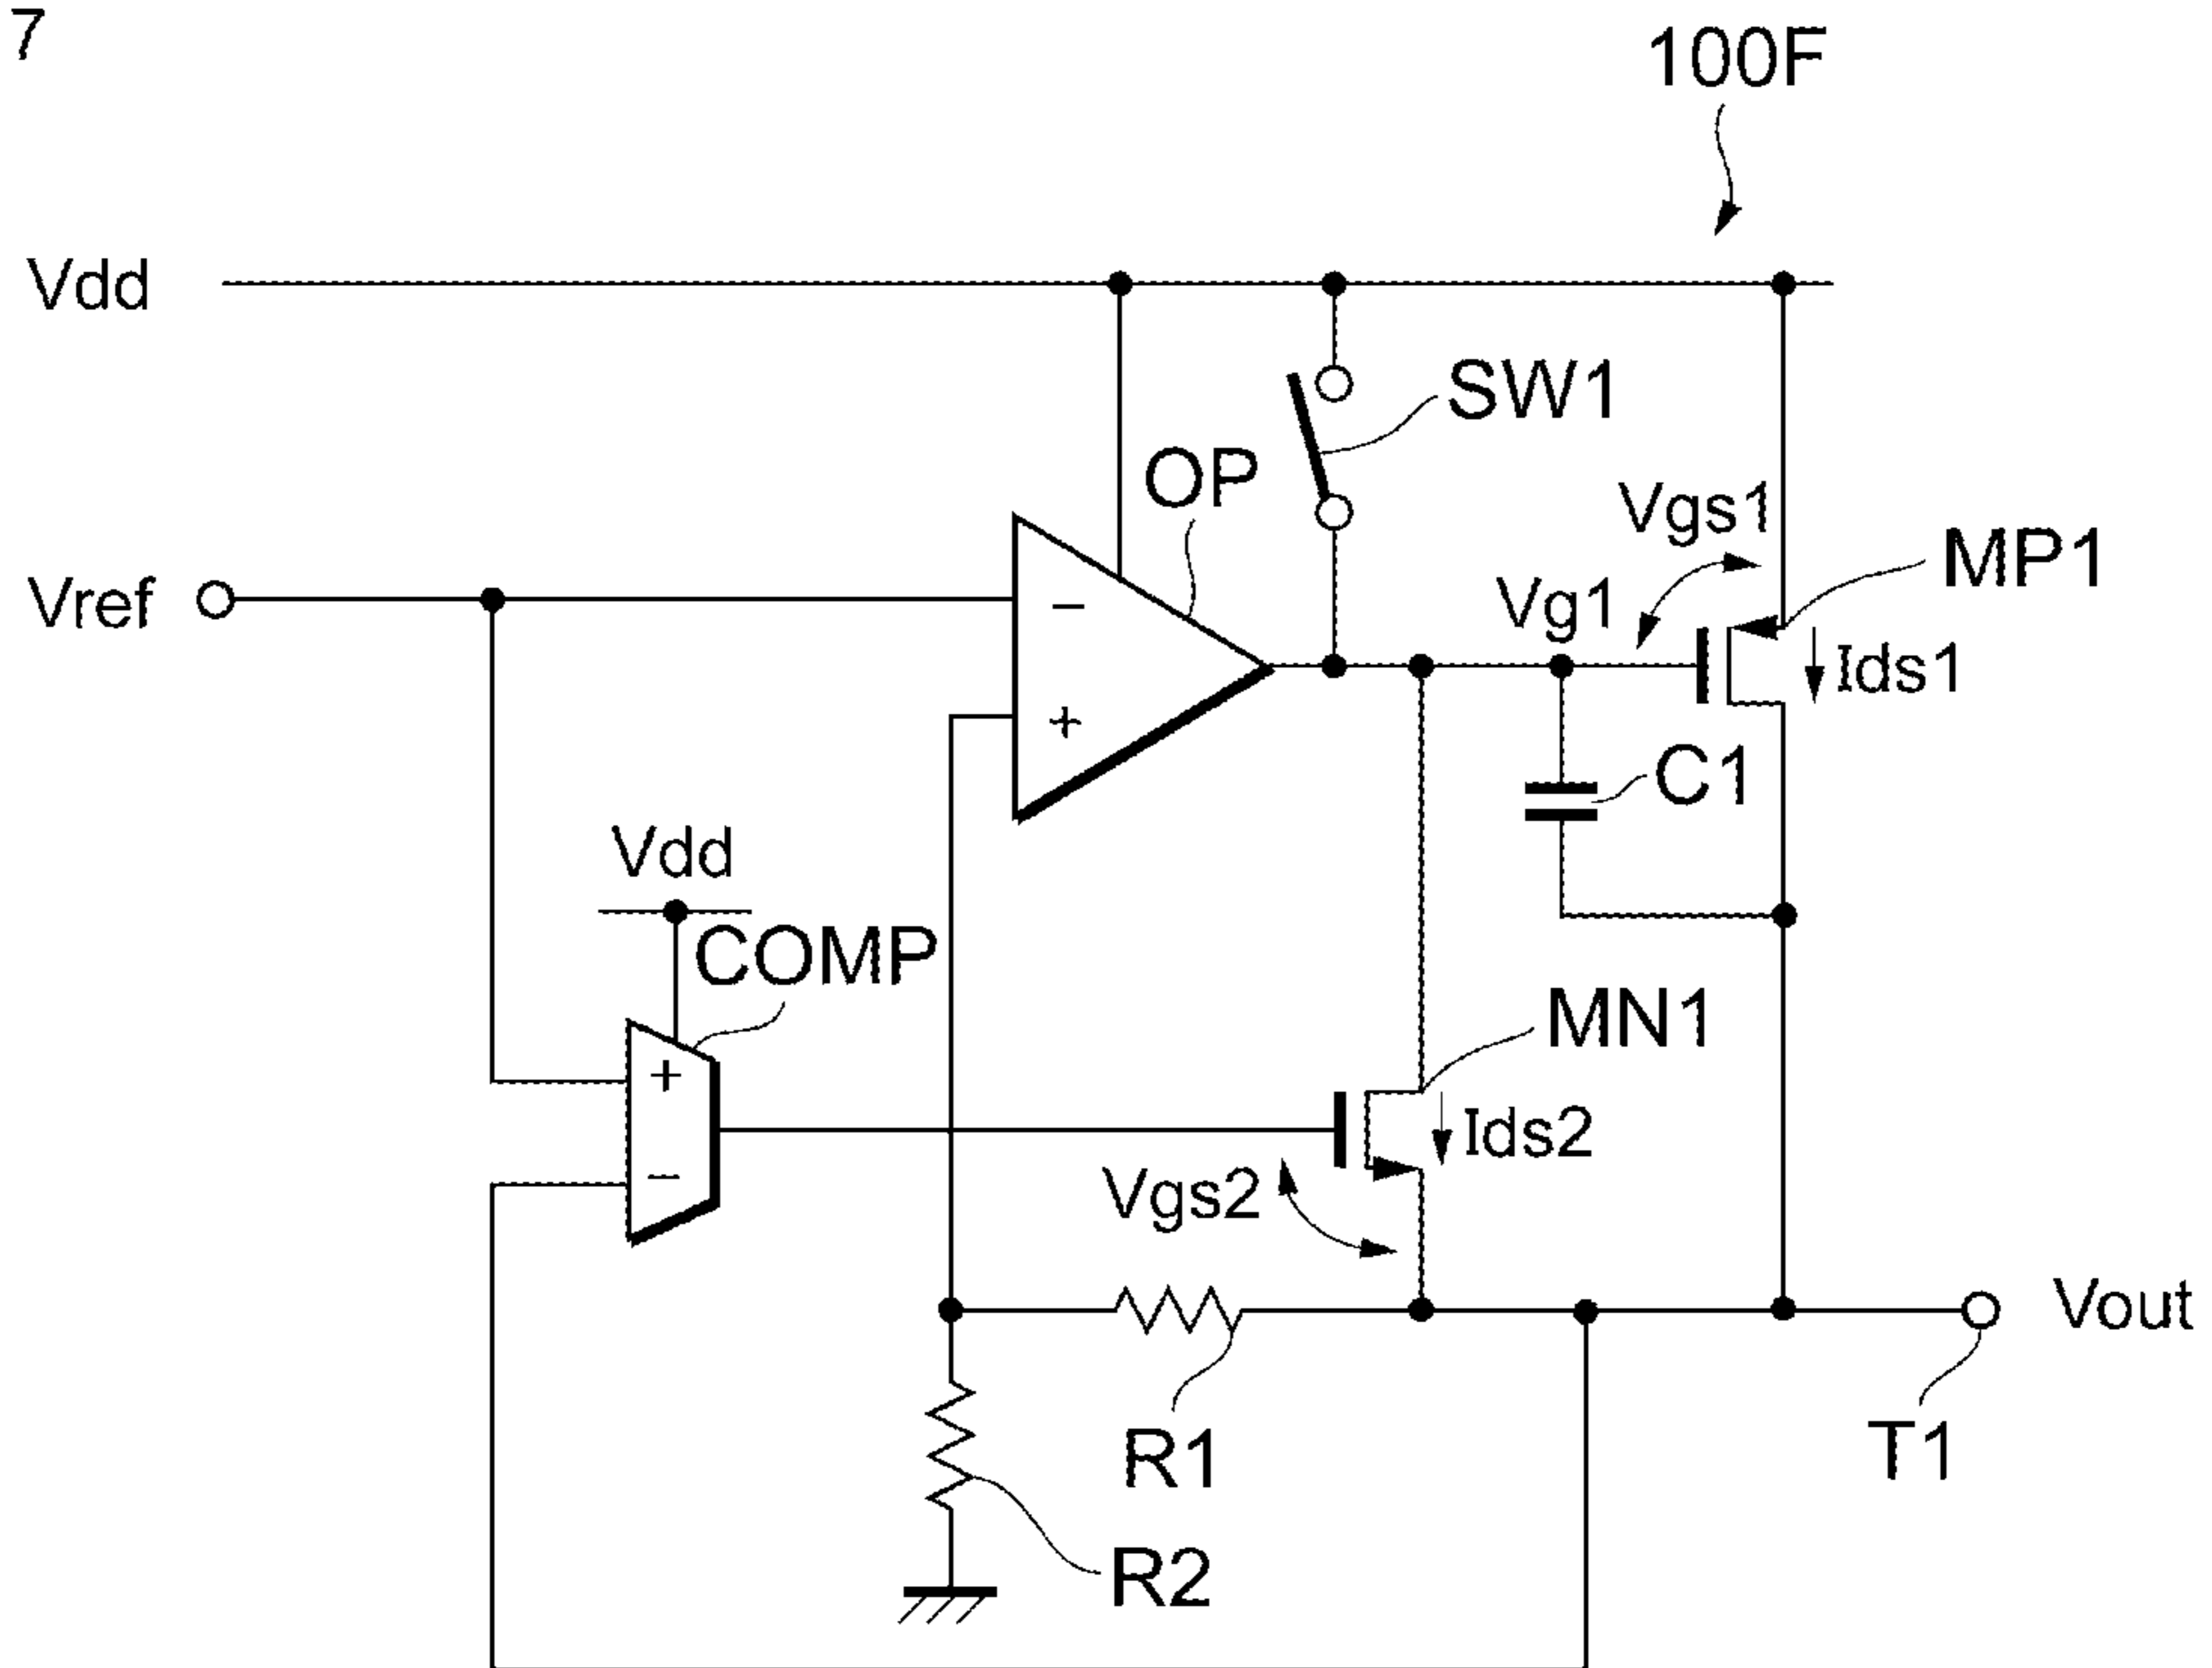 7
100F
Vdd
SW1
OP
Vgs1
MP1
Vref
Vg1
−
Ids1
+
C1
Vdd
COMP
MN1
+
Ids2
−
Vgs2
Vout
R1
T1
R2